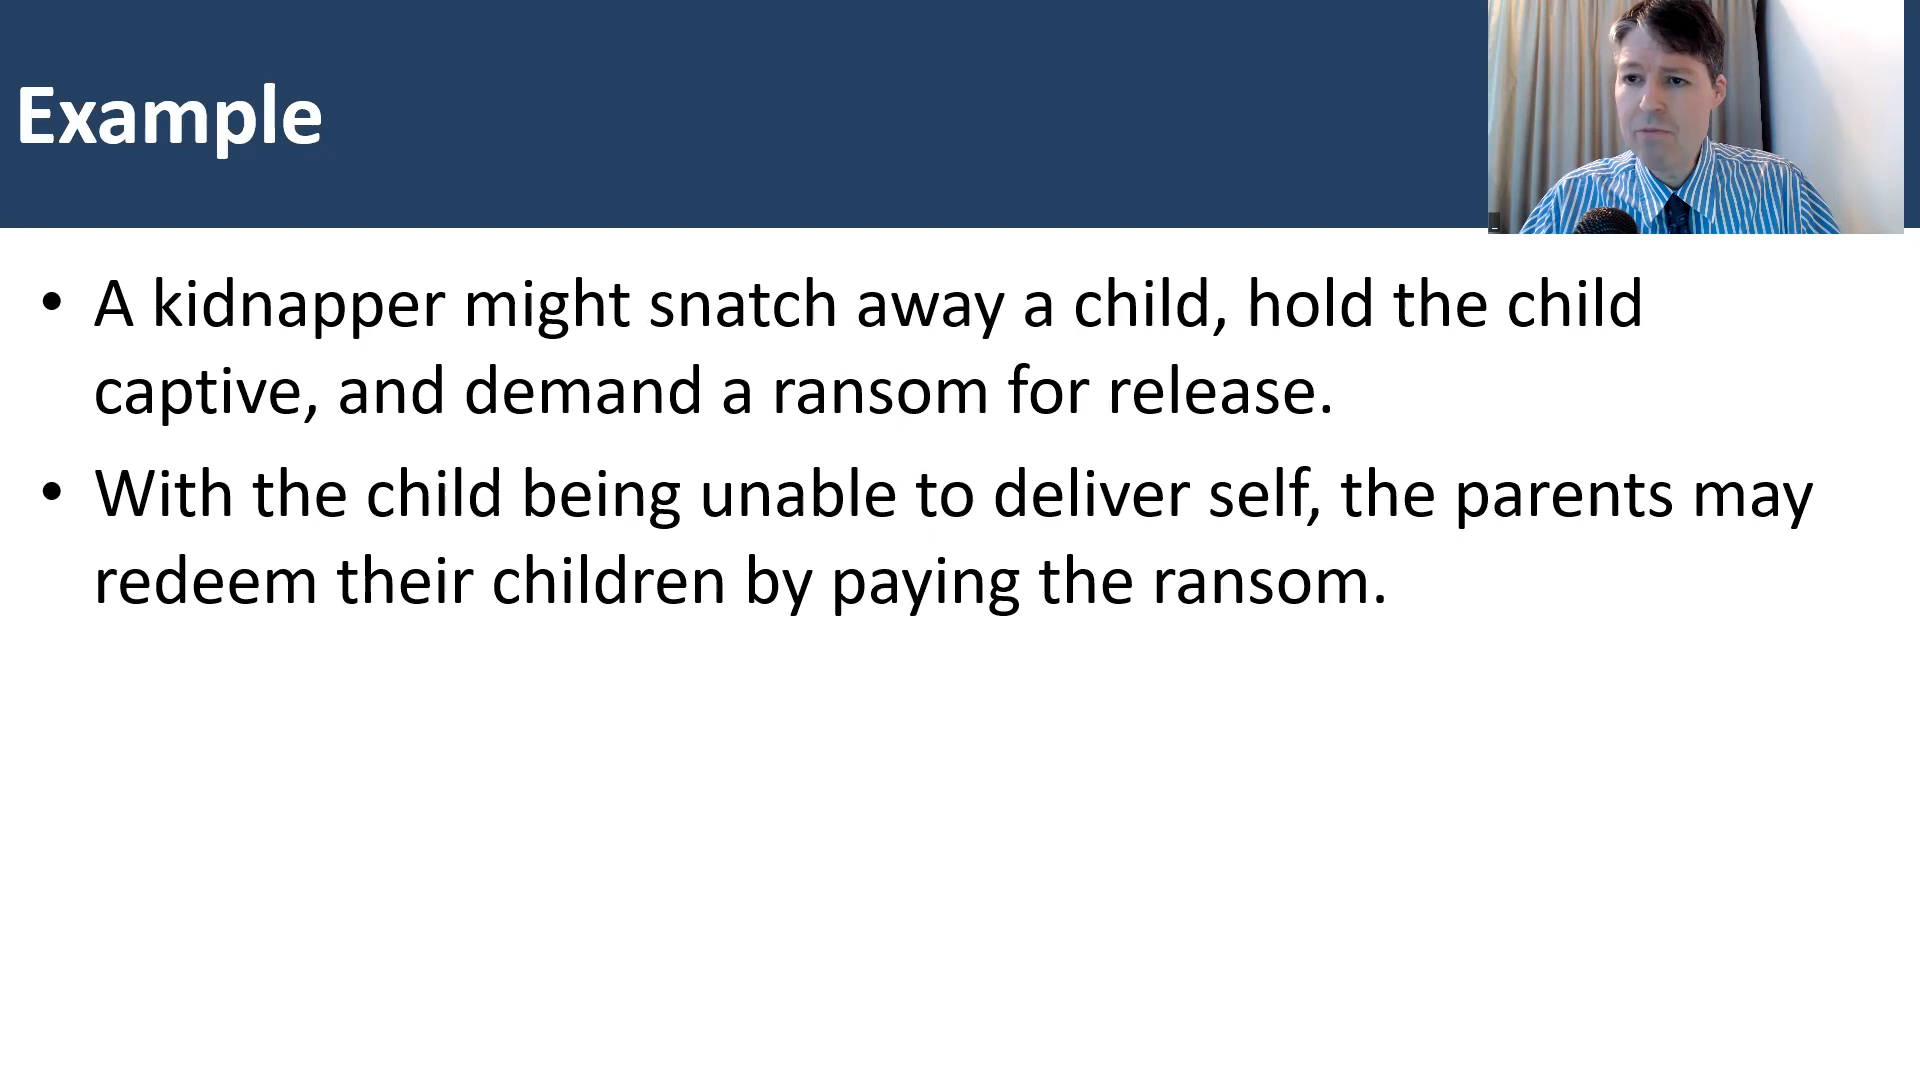 Example
• A kidnapper might snatch away a child, hold the child
captive, and demand a ransom for release.
• With the child being unable to deliver self, the parents may
redeem their children by paying the ransom.